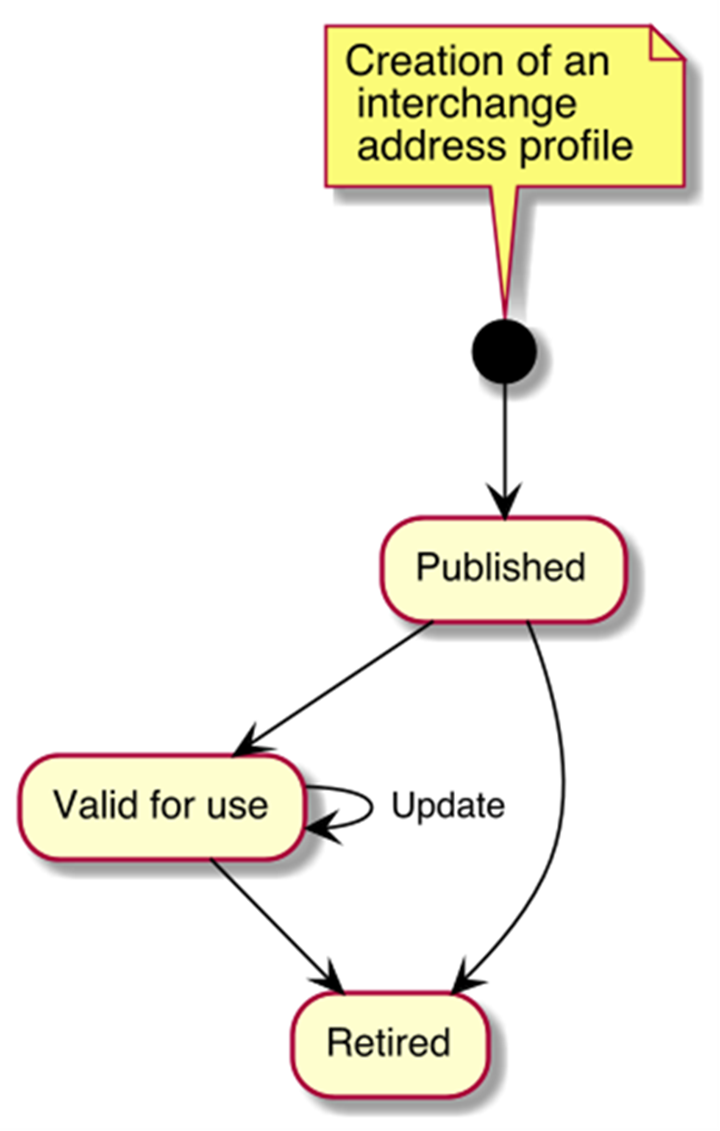 Creation of an
interchange
address profile
Published
Valid for use
Update
Retired